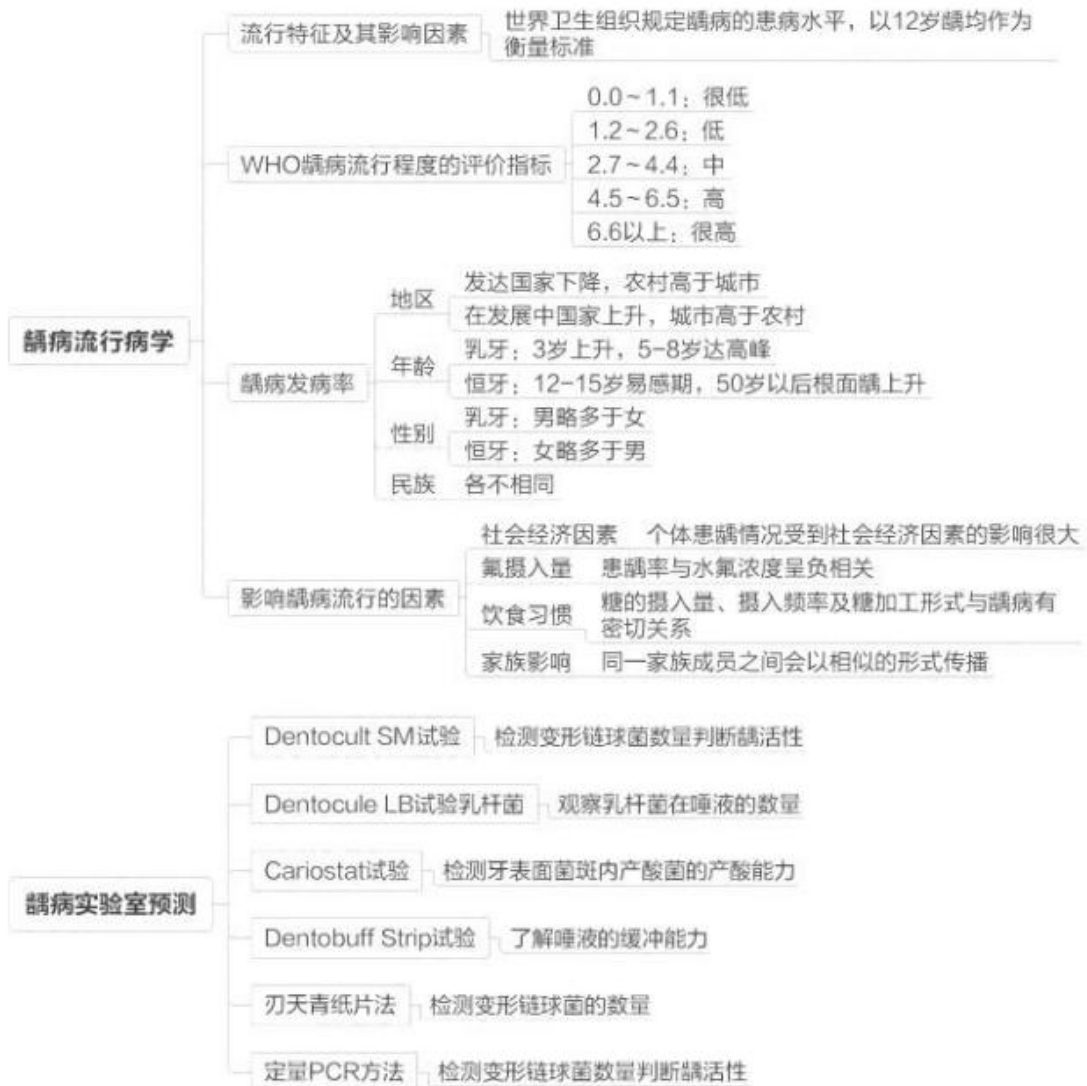 龋病流行病学
流行特征及其影响因素
世界卫生组织规定龋病的患病水平，以12岁龋均作为
衡量标准
WHO龋病流行程度的评价指标
0.0~1.1：很低
1.2~2.6：低
2.7~4.4：中
4.5~6.5：高
6.6以上：很高
龋病发病率
地区
发达国家下降，农村高于城市
在发展中国家上升，城市高于农村
年龄
乳牙：3岁上升，5-8岁达高峰
恒牙：12-15岁易感期，50岁以后根面龋上升
性别
乳牙：男略多于女
恒牙：女略多于男
民族 各不相同
影响龋病流行的因素
社会经济因素 个体患龋情况受到社会经济因素的影响很大
氟摄入量 患龋率与水氟浓度呈负相关
饮食习惯
糖的摄入量、摄入频率及糖加工形式与龋病有
密切关系
家族影响 同一家族成员之间会以相似的形式传播
龋病实验室预测
Dentocult SM试验 检测变形链球菌数量判断龋活性
Dentocule LB试验乳杆菌 观察乳杆菌在唾液的数量
Cariostat试验 检测牙表面菌斑内产酸菌的产酸能力
Dentobuff Strip试验 了解唾液的缓冲能力
刃天青纸片法 检测变形链球菌的数量
定量PCR方法 检测变形链球菌数量判断龋活性